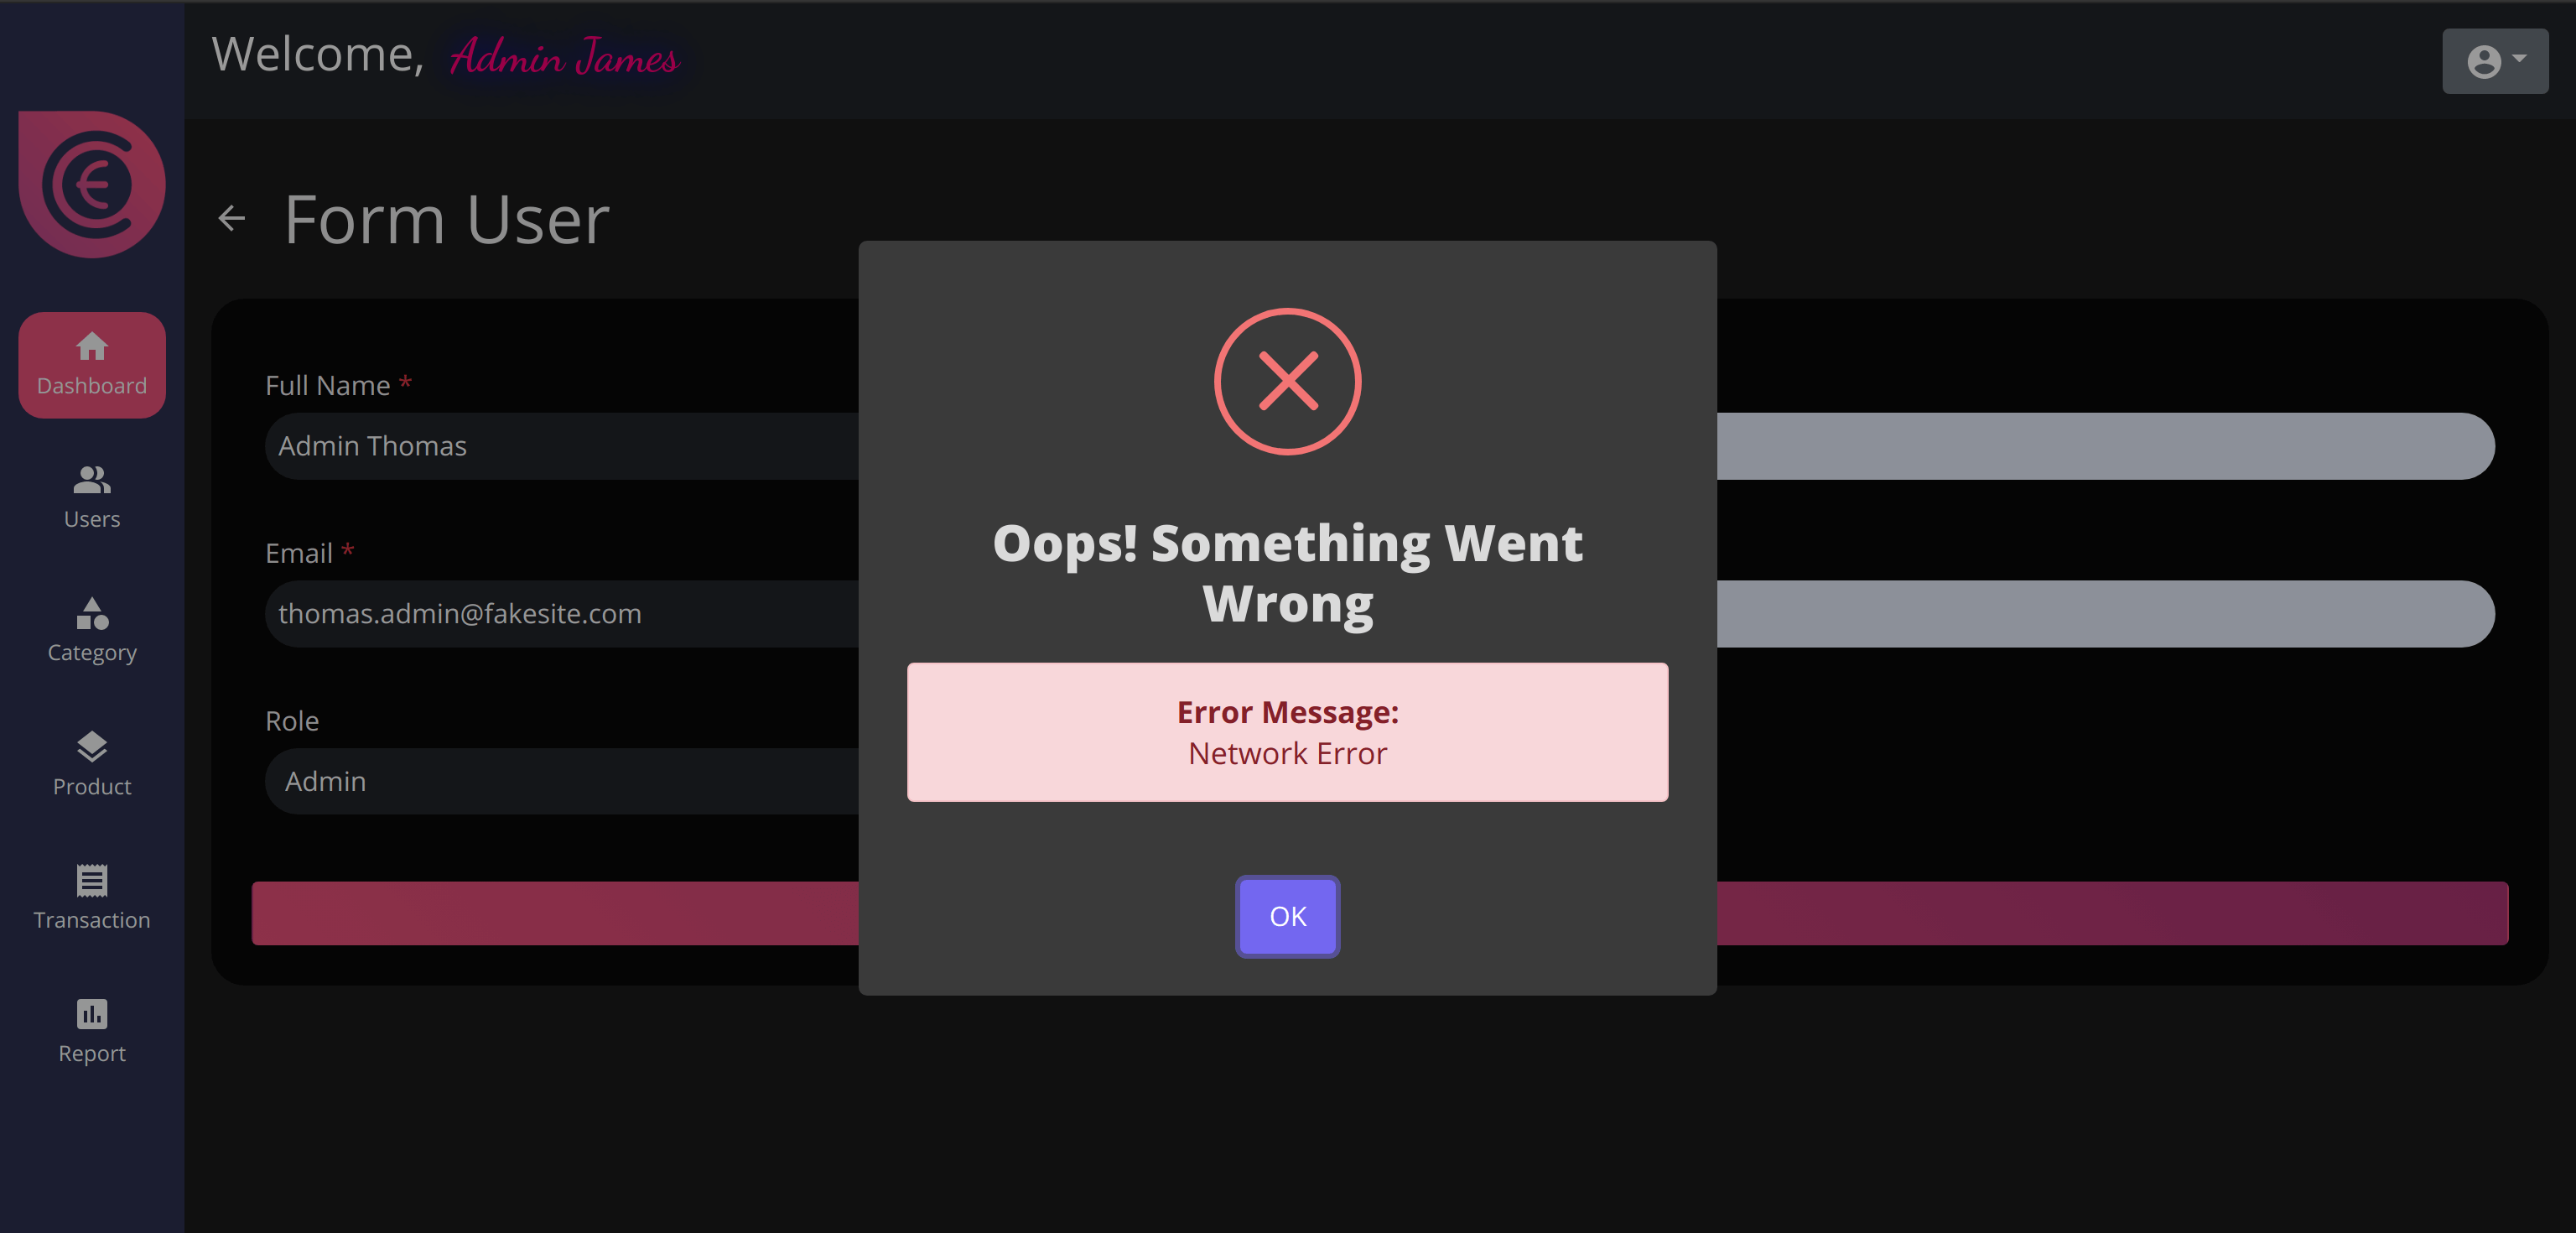 Welcome, Admin James
Form User
Dashboard
Users
Category
Product
Transaction
Report
Full Name *
Admin Thomas
Email *
thomas.admin@fakesite.com
Role
Admin
Oops! Something Went
Wrong
Error Message:
Network Error
OK